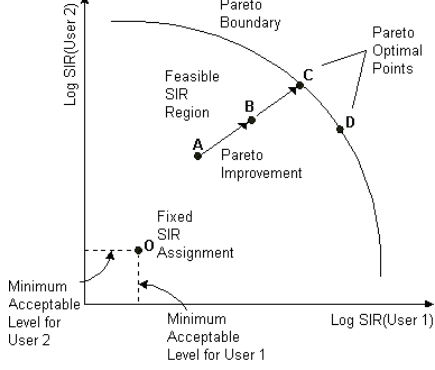 Pareto
Boundary
Log SIR(User 2)
Pareto
Optimal
Points
C
Feasible
SIR
Region
B
D
A
Pareto
Improvement
Fixed
SIR
Assignment
O
Minimum
Acceptable
Level for
User 2
Minimum
Acceptable
Level for User 1
Log SIR(User 1)